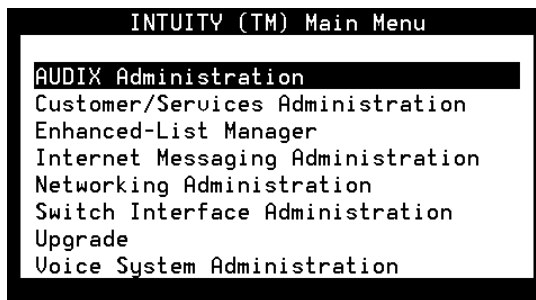 INTUITY (TM) Main Menu
AUDIX Administration
Customer/Services Administration
Enhanced-List Manager
Internet Messaging Administration
Networking Administration
Switch Interface Administration
Upgrade
Voice System Administration